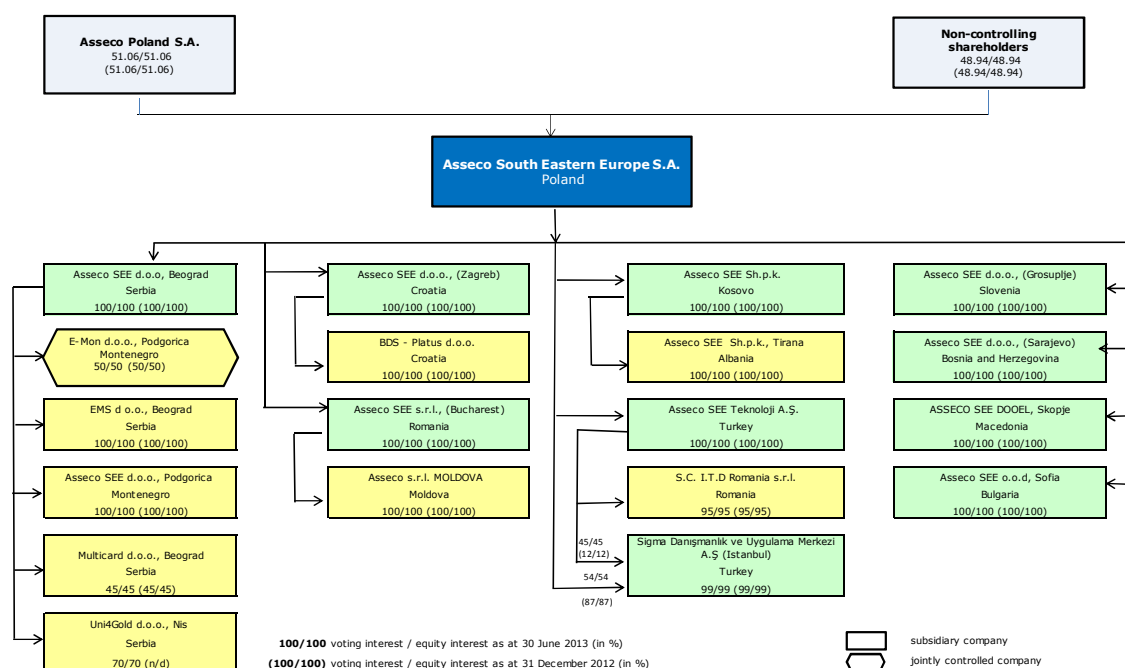 Asseco Poland S.A.
51.06/51.06
(51.06/51.06)
Non-controlling
shareholders
48.94/48.94
(48.94/48.94)
Asseco South Eastern Europe S.A.
Poland
Asseco SEE d.o.o, Beograd
Serbia
100/100 (100/100)
E-Mon d.o.o., Podgorica
Montenegro
50/50 (50/50)
EMS d o.o., Beograd
Serbia
100/100 (100/100)
Asseco SEE d.o.o., Podgorica
Montenegro
100/100 (100/100)
Multicard d.o.o., Beograd
Serbia
45/45 (45/45)
Uni4Gold d.o.o., Nis
Serbia
70/70 (n/d)
Asseco SEE d.o.o., (Zagreb)
Croatia
100/100 (100/100)
BDS - Platus d.o.o.
Croatia
100/100 (100/100)
Asseco SEE s.r.l., (Bucharest)
Romania
100/100 (100/100)
Asseco s.r.l. MOLDOVA
Moldova
100/100 (100/100)
Asseco SEE Sh.p.k.
Kosovo
100/100 (100/100)
Asseco SEE Sh.p.k., Tirana
Albania
100/100 (100/100)
Asseco SEE Teknoloji A.Ş.
Turkey
100/100 (100/100)
S.C. I.T.D Romania s.r.l.
Romania
95/95 (95/95)
45/45
(12/12)
54/54
(87/87)
Sigma Danışmanlık ve Uygulama Merkezi
A.Ş (Istanbul)
Turkey
99/99 (99/99)
Asseco SEE d.o.o., (Grosuplje)
Slovenia
100/100 (100/100)
Asseco SEE d.o.o., (Sarajevo)
Bosnia and Herzegovina
100/100 (100/100)
ASSECO SEE DOOEL, Skopje
Macedonia
100/100 (100/100)
Asseco SEE o.o.d, Sofia
Bulgaria
100/100 (100/100)
100/100 voting interest / equity interest as at 30 June 2013 (in %)
(100/100) voting interest / equity interest as at 31 December 2012 (in %)
subsidiary company
jointly controlled company